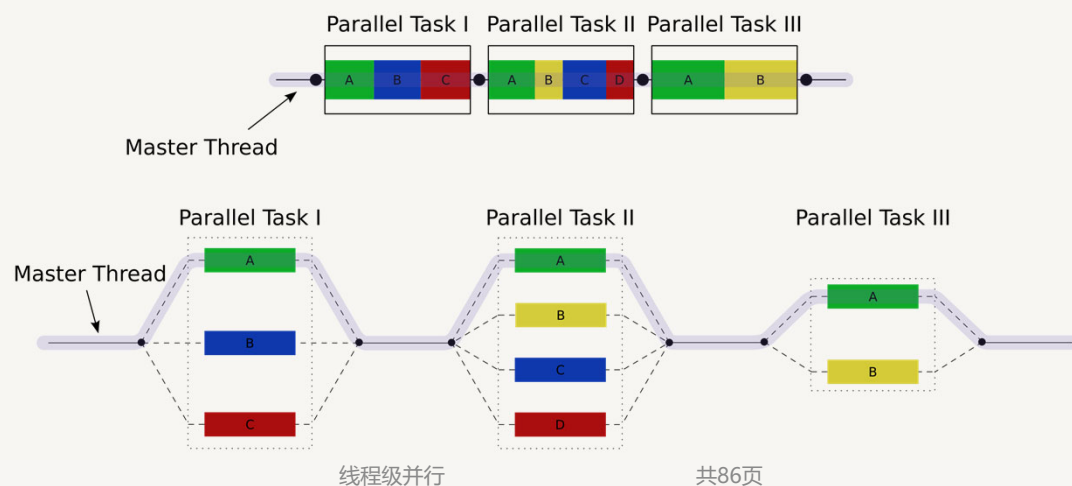 Parallel Task I Parallel Task II Parallel Task III
A B C A B C D A B
Master Thread
Parallel Task I Parallel Task II Parallel Task III
A A
Master Thread
A
B
B C
B
C D
线程级并行 共86页